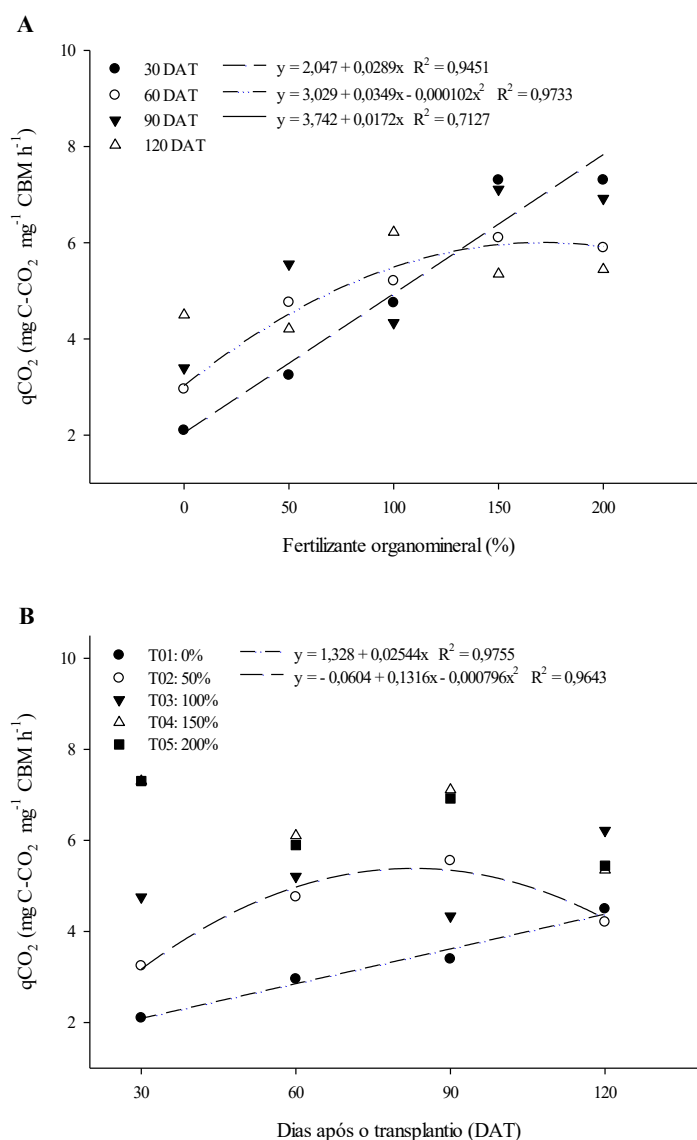 A
10
8
6
4
2
0
50
100
150
200
30 DAT
60 DAT
90 DAT
120 DAT
y = 2,047 + 0,0289x R² = 0,9451
y = 3,029 + 0,0349x - 0,000102x² R² = 0,9733
y = 3,742 + 0,0172x R² = 0,7127
qCO₂ (mg C-CO₂ mg⁻¹ CBM h⁻¹)
Fertilizante organomineral (%)
B
10
8
6
4
2
30
60
90
120
T01: 0%
T02: 50%
T03: 100%
T04: 150%
T05: 200%
y = 1,328 + 0,02544x R² = 0,9755
y = - 0,0604 + 0,1316x - 0,000796x² R² = 0,9643
qCO₂ (mg C-CO₂ mg⁻¹ CBM h⁻¹)
Dias após o transplantio (DAT)